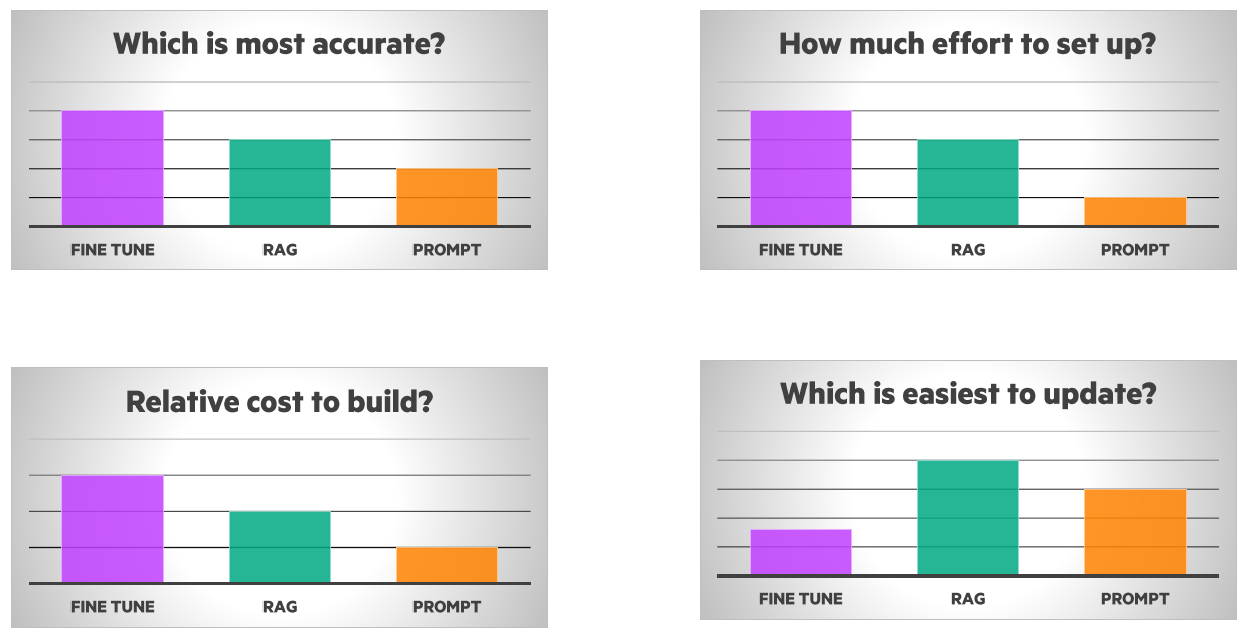 Which is most accurate?
FINE TUNE RAG PROMPT
How much effort to set up?
FINE TUNE RAG PROMPT
Relative cost to build?
FINE TUNE RAG PROMPT
Which is easiest to update?
FINE TUNE RAG PROMPT